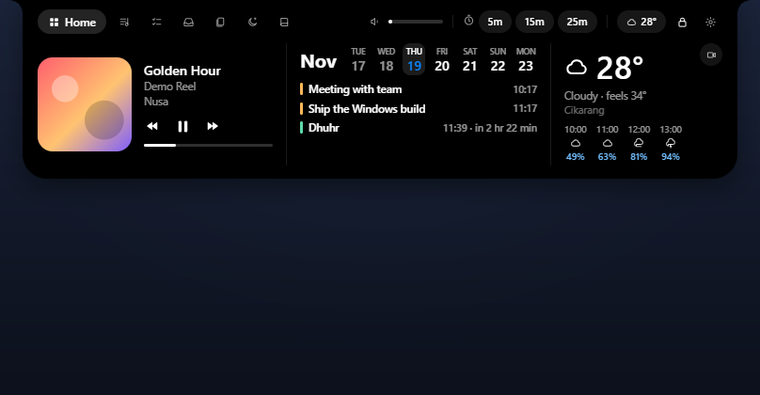 Home
5m 15m 25m
28°
Golden Hour
Demo Reel
Nusa
Nov
TUE WED THU FRI SAT SUN MON
17 18 19 20 21 22 23
Meeting with team 10:17
Ship the Windows build 11:17
Dhuhr 11:39 · in 2 hr 22 min
28°
Cloudy · feels 34°
Cikarang
10:00 11:00 12:00 13:00
49% 63% 81% 94%